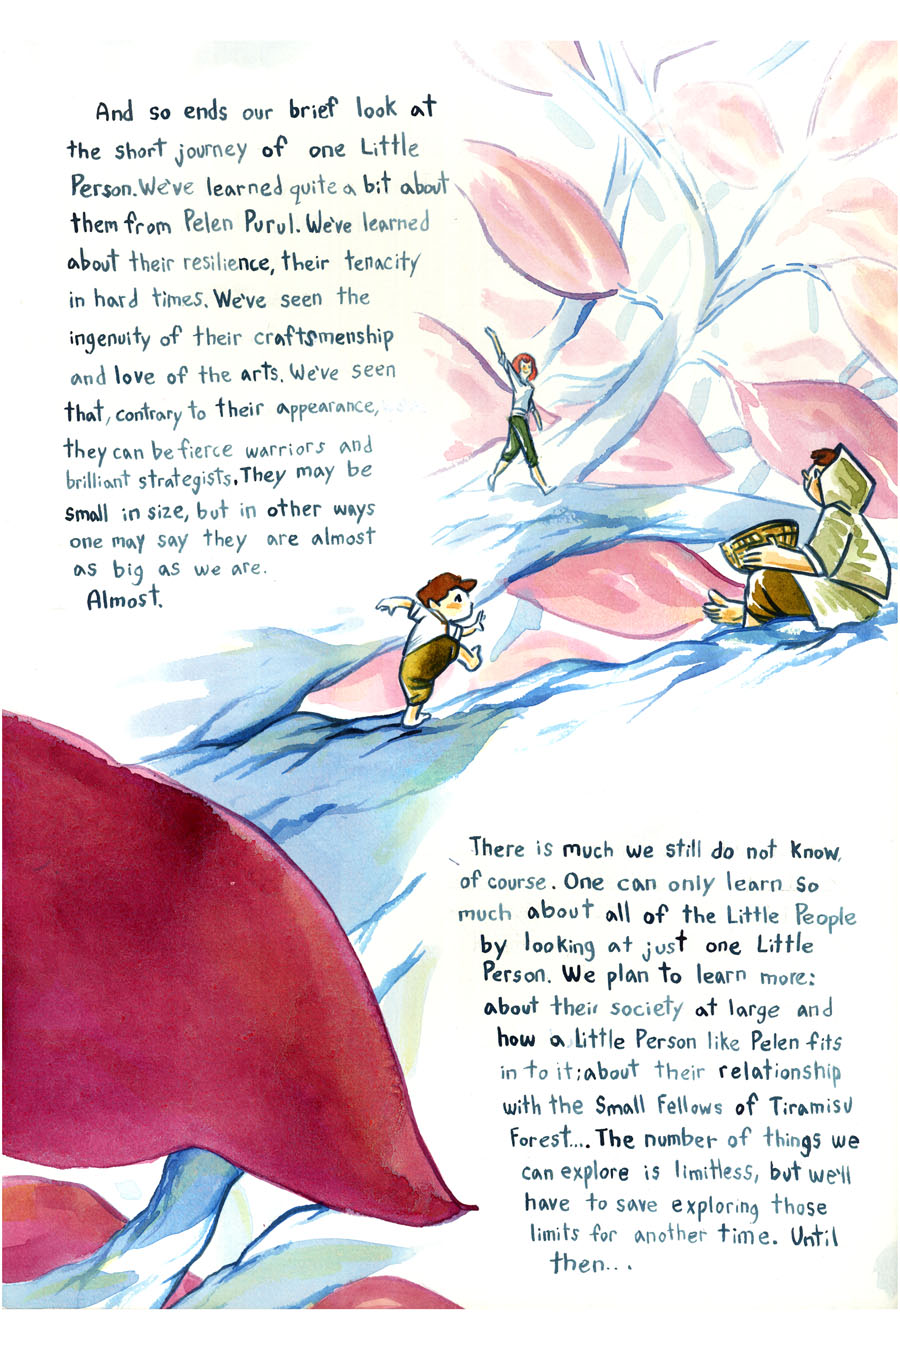 And so ends our brief look at
the short journey of one Little
Person. We've learned quite a bit about
them from Pelen Purul. We've learned
about their resilience, their tenacity
in hard times. We've seen the
ingenuity of their craftsmenship
and love of the arts. We've seen
that, contrary to their appearance,
they can be fierce warriors and
brilliant strategists. They may be
small in size, but in other ways
one may say they are almost
as big as we are.
Almost.
There is much we still do not know,
of course. One can only learn so
much about all of the Little People
by looking at just one Little
Person. We plan to learn more:
about their society at large and
how a Little Person like Pelen fits
in to it; about their relationship
with the Small Fellows of Tiramisu
Forest.... The number of things we
can explore is limitless, but we'll
have to save exploring those
limits for another time. Until
then...